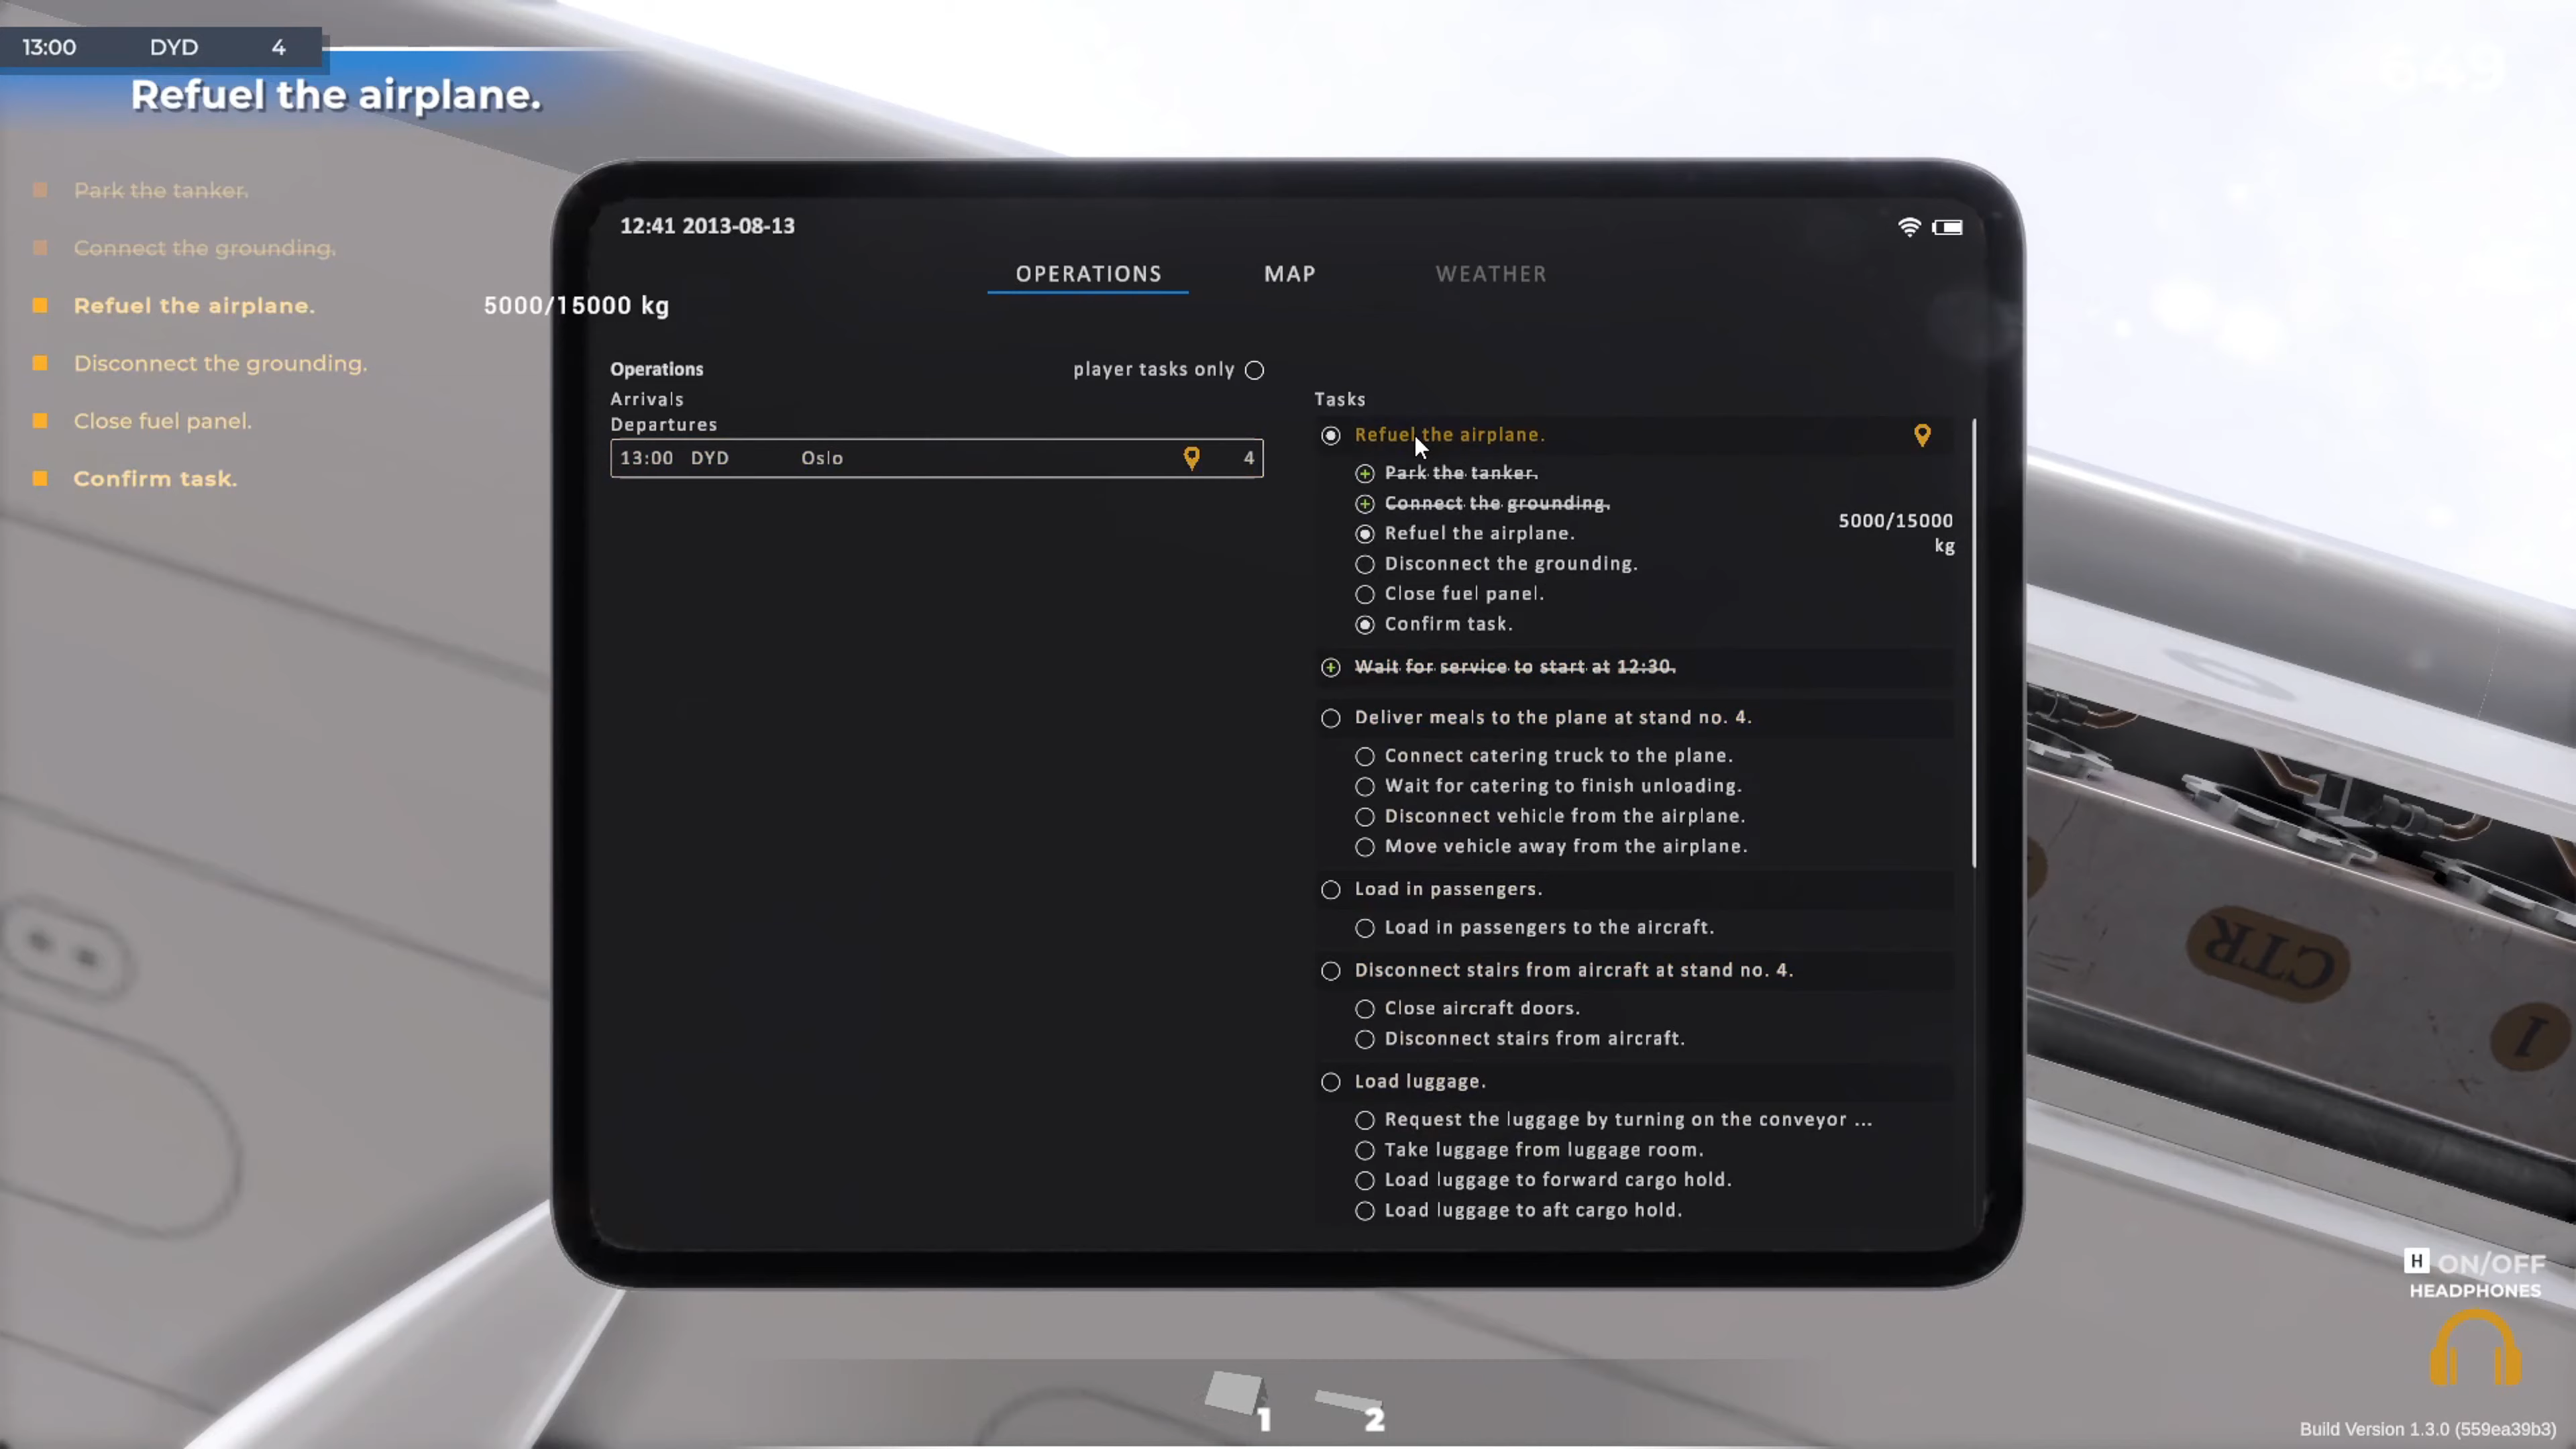 13:00 DYD 4
Refuel the airplane.
Park the tanker.
Connect the grounding.
Refuel the airplane. 5000/15000 kg
Disconnect the grounding.
Close fuel panel.
Confirm task.
12:41 2013-08-13
OPERATIONS MAP WEATHER
Operations player tasks only
Arrivals
Departures
13:00 DYD Oslo 4
Tasks
Refuel the airplane.
Park the tanker.
Connect the grounding.
Refuel the airplane. 5000/15000
kg
Disconnect the grounding.
Close fuel panel.
Confirm task.
Wait for service to start at 12:30.
Deliver meals to the plane at stand no. 4.
Connect catering truck to the plane.
Wait for catering to finish unloading.
Disconnect vehicle from the airplane.
Move vehicle away from the airplane.
Load in passengers.
Load in passengers to the aircraft.
Disconnect stairs from aircraft at stand no. 4.
Close aircraft doors.
Disconnect stairs from aircraft.
Load luggage.
Request the luggage by turning on the conveyor ...
Take luggage from luggage room.
Load luggage to forward cargo hold.
Load luggage to aft cargo hold.
CTR
1
H ON/OFF
HEADPHONES
1 2
Build Version 1.3.0 (559ea39b3)